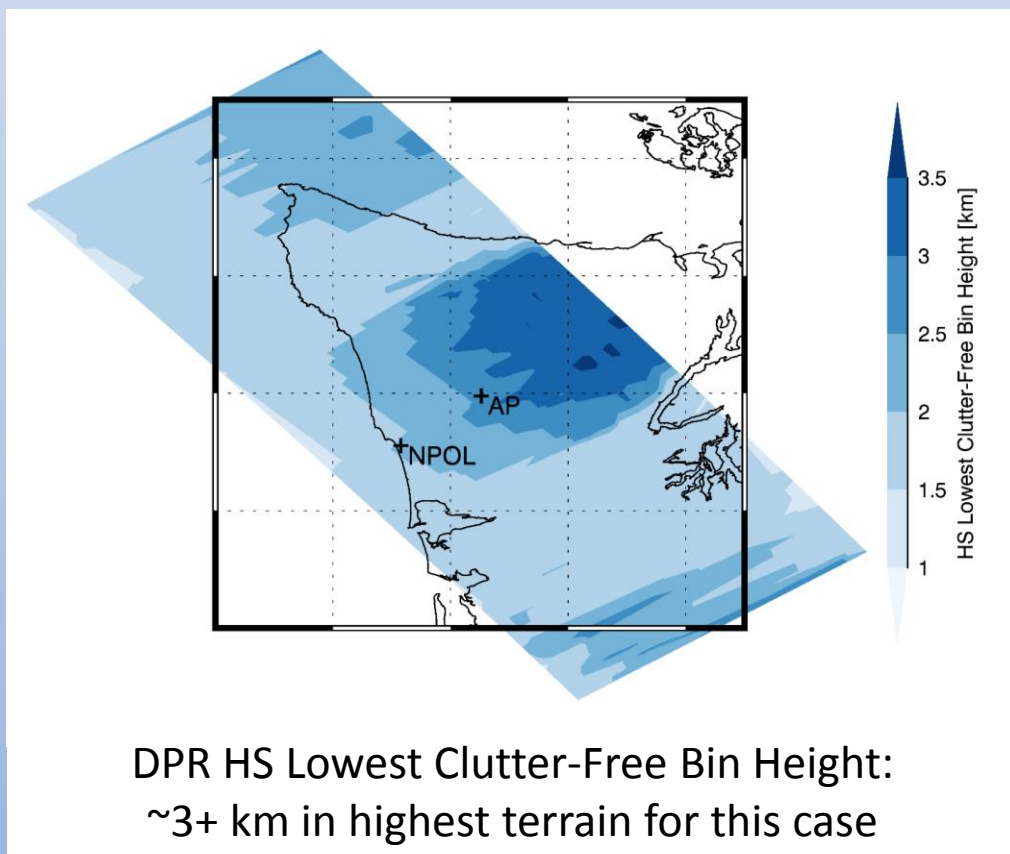 3.5
3
2.5
2
1.5
1
HS Lowest Clutter-Free Bin Height [km]
AP
NPOL
DPR HS Lowest Clutter-Free Bin Height:
~3+ km in highest terrain for this case